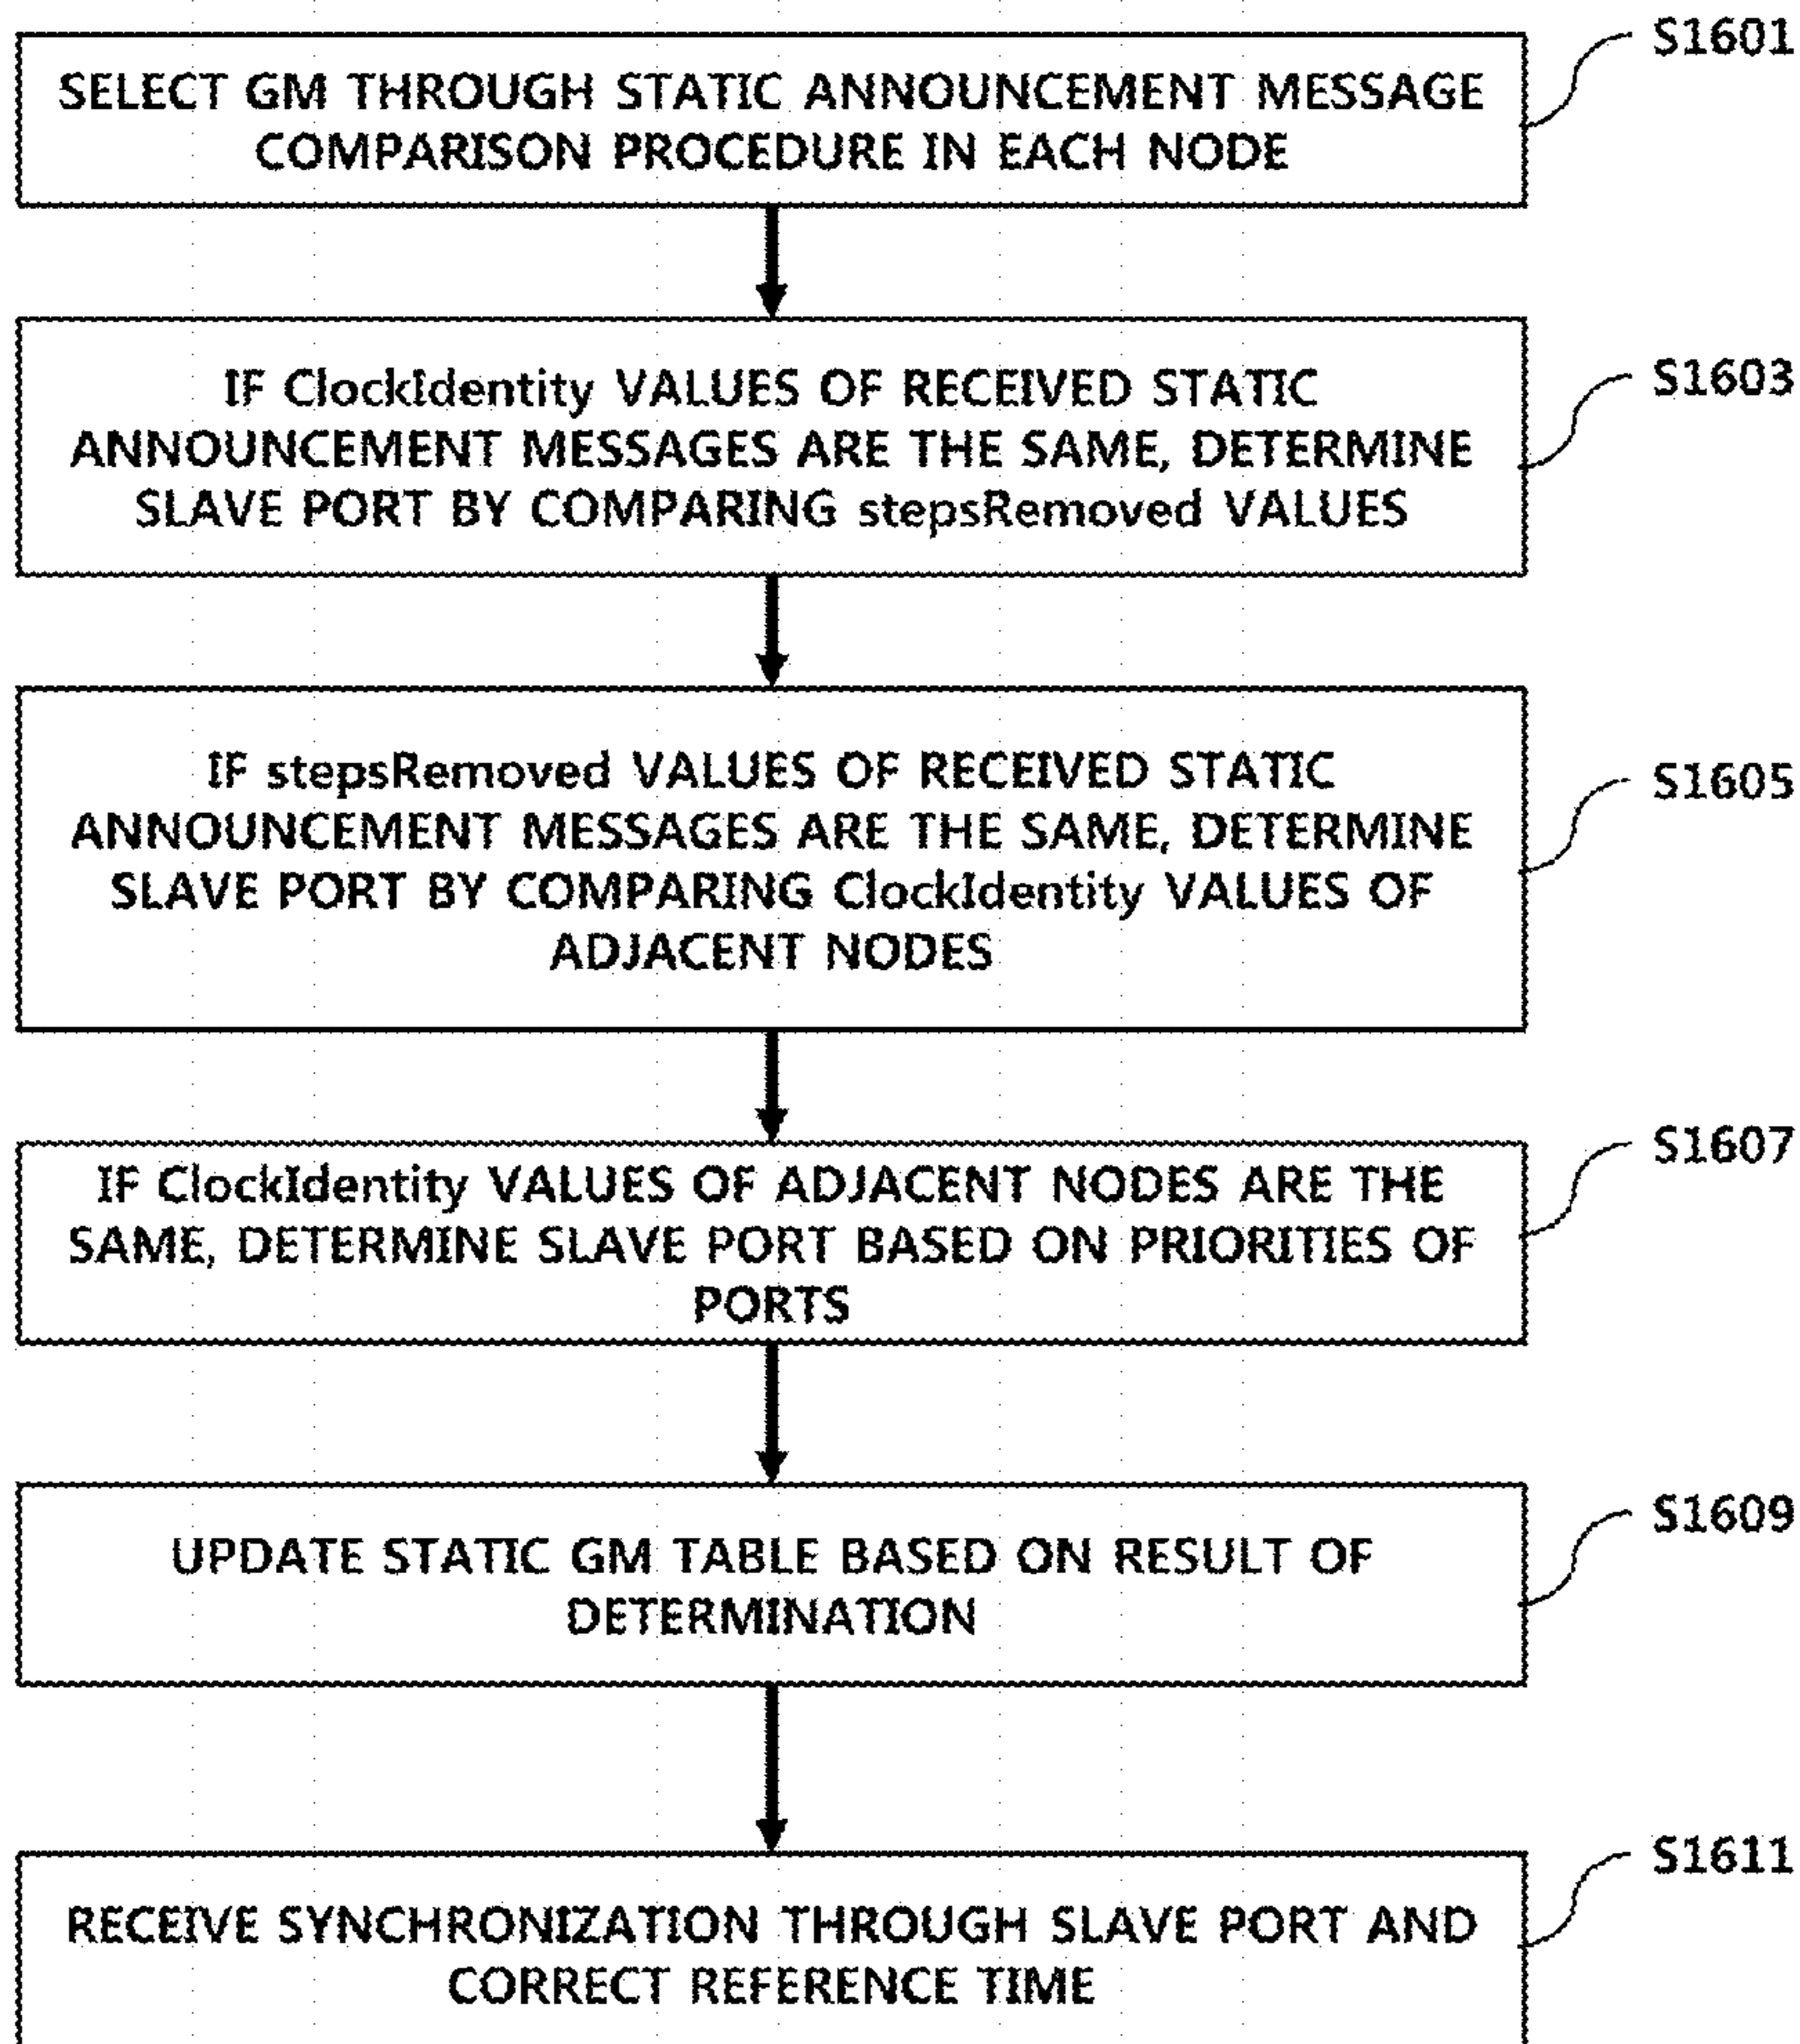 S1601
SELECT GM THROUGH STATIC ANNOUNCEMENT MESSAGE
COMPARISON PROCEDURE IN EACH NODE
S1603
IF ClockIdentity VALUES OF RECEIVED STATIC
ANNOUNCEMENT MESSAGES ARE THE SAME, DETERMINE
SLAVE PORT BY COMPARING stepsRemoved VALUES
S1605
IF stepsRemoved VALUES OF RECEIVED STATIC
ANNOUNCEMENT MESSAGES ARE THE SAME, DETERMINE
SLAVE PORT BY COMPARING ClockIdentity VALUES OF
ADJACENT NODES
S1607
IF ClockIdentity VALUES OF ADJACENT NODES ARE THE
SAME, DETERMINE SLAVE PORT BASED ON PRIORITIES OF
PORTS
S1609
UPDATE STATIC GM TABLE BASED ON RESULT OF
DETERMINATION
S1611
RECEIVE SYNCHRONIZATION THROUGH SLAVE PORT AND
CORRECT REFERENCE TIME